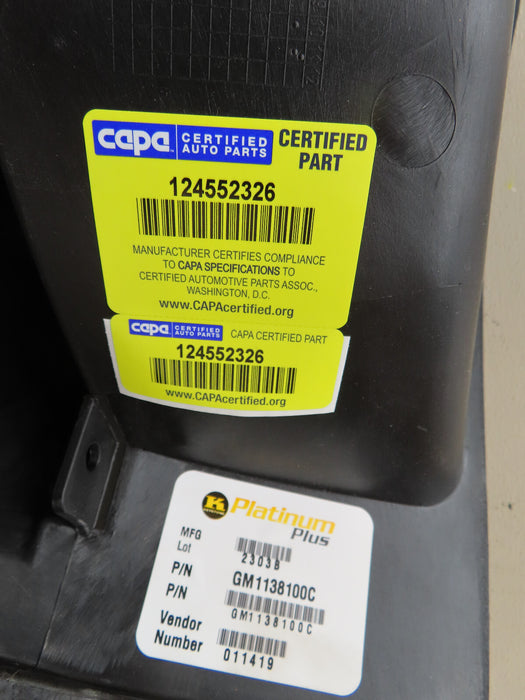 capa CERTIFIED AUTO PARTS CERTIFIED PART
124552326
MANUFACTURER CERTIFIES COMPLIANCE
TO CAPA SPECIFICATIONS TO
CERTIFIED AUTOMOTIVE PARTS ASSOC.,
WASHINGTON, D.C.
www.CAPAcertified.org
capa CERTIFIED AUTO PARTS CAPA CERTIFIED PART
124552326
www.CAPAcertified.org
K KEYSTONE Platinum Plus
MFG Lot 2303B
P/N GM1138100C
P/N GM1138100C
Vendor Number 011419